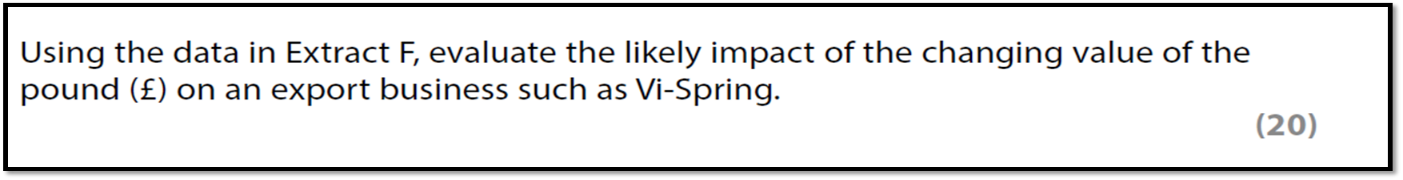 Using the data in Extract F, evaluate the likely impact of the changing value of the
pound (£) on an export business such as Vi-Spring.
(20)